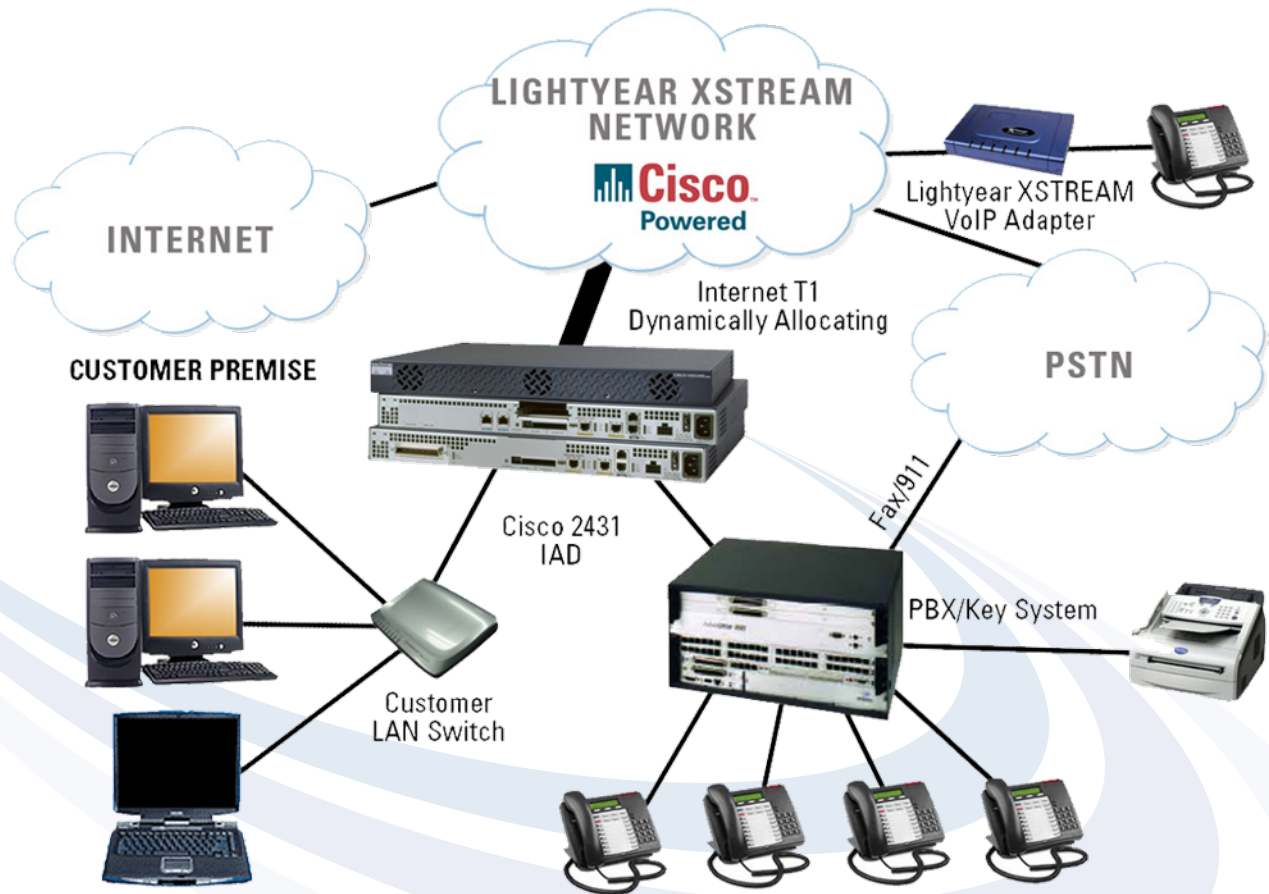 LIGHTYEAR XSTREAM
NETWORK
Cisco™
Powered
INTERNET
Lightyear XSTREAM
VoIP Adapter
Internet T1
Dynamically Allocating
PSTN
CUSTOMER PREMISE
Fax/911
Cisco 2431
IAD
PBX/Key System
Customer
LAN Switch